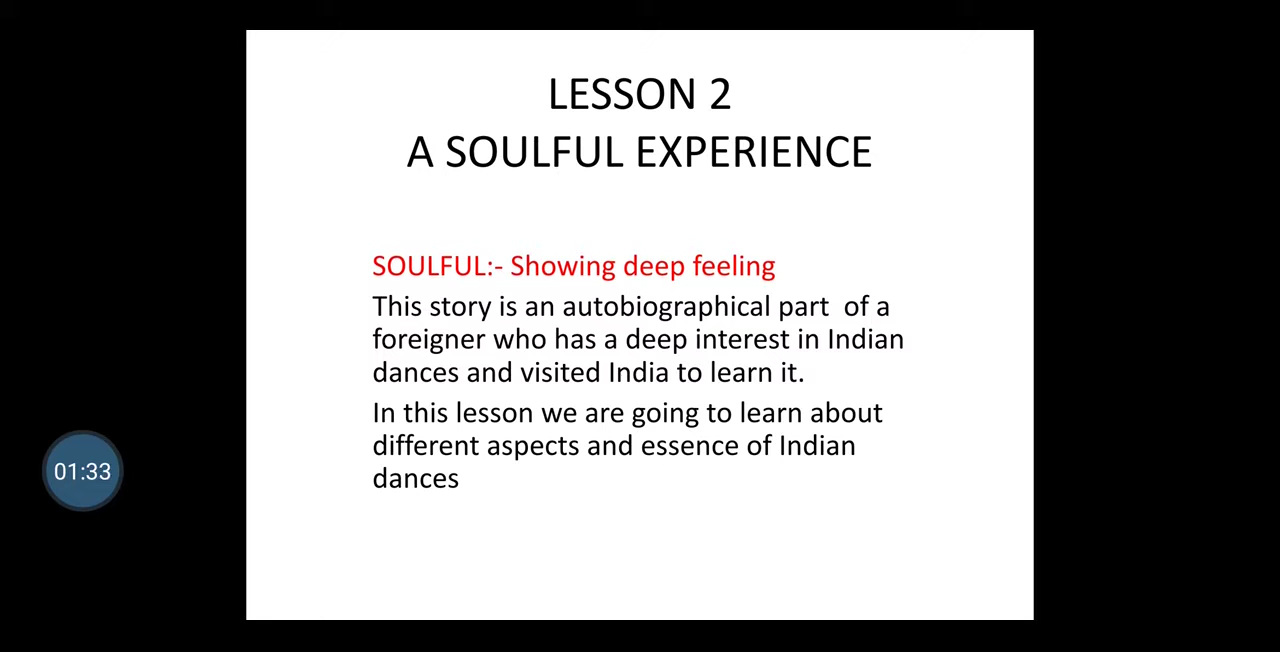 LESSON 2
A SOULFUL EXPERIENCE
SOULFUL:- Showing deep feeling
This story is an autobiographical part  of a
foreigner who has a deep interest in Indian
dances and visited India to learn it.
In this lesson we are going to learn about
different aspects and essence of Indian
dances
01:33